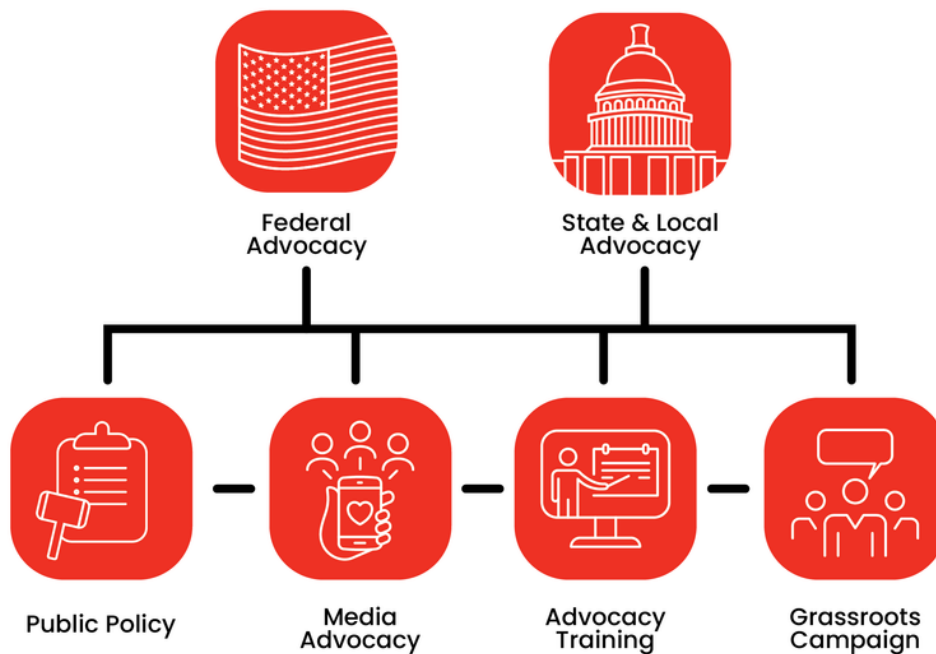 Federal
Advocacy
State & Local
Advocacy
Public Policy
Media
Advocacy
Advocacy
Training
Grassroots
Campaign